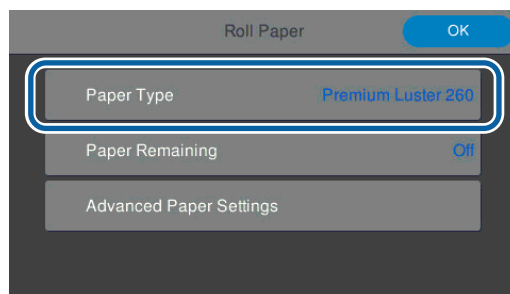 Roll Paper OK
Paper Type Premium Luster 260
Paper Remaining Off
Advanced Paper Settings